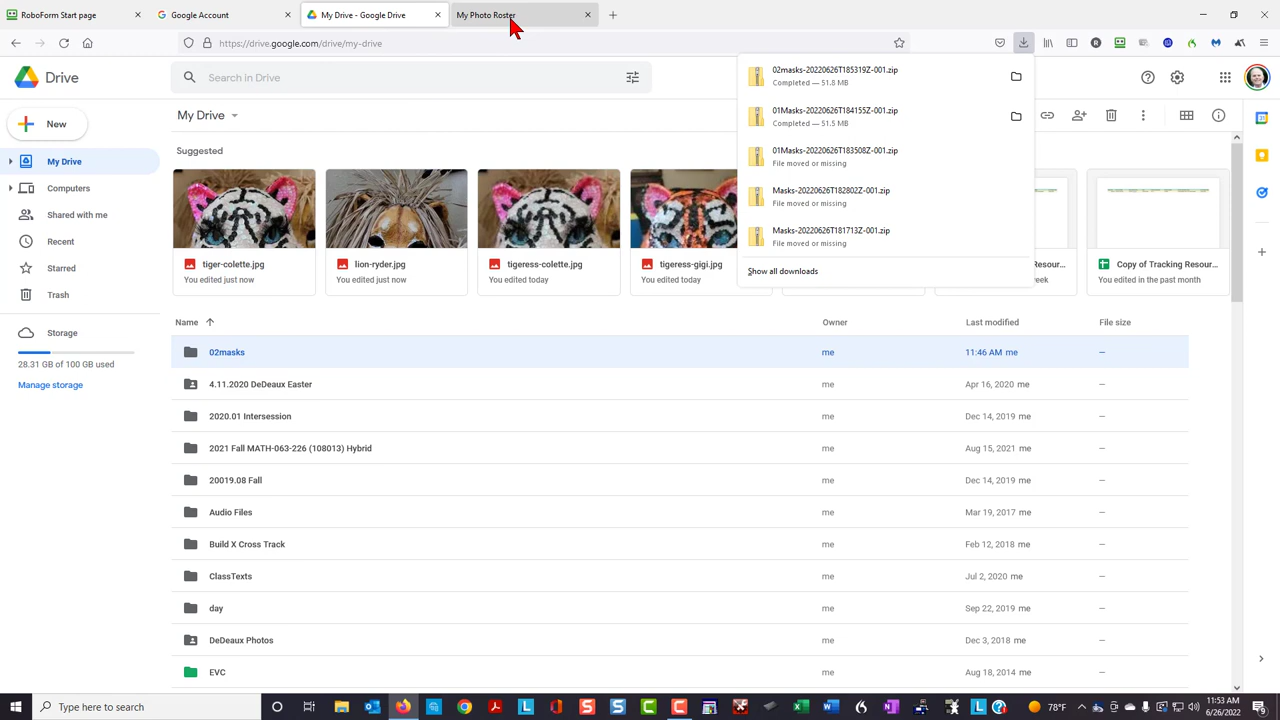 RoboForm Start page
Google Account
My Drive - Google Drive
My Photo Roster
https://drive.google.com/drive/my-drive
Drive
Search in Drive
New
My Drive
Computers
Shared with me
Recent
Starred
Trash
Storage
28.31 GB of 100 GB used
Manage storage
My Drive
Suggested
tiger-colette.jpg
You edited just now
lion-ryder.jpg
You edited just now
tigeress-colette.jpg
You edited today
tigeress-gigi.jpg
You edited today
Resour...
week
Copy of Tracking Resour...
You edited in the past month
02masks-20220626T185319Z-001.zip
Completed — 51.8 MB
01Masks-20220626T184155Z-001.zip
Completed — 51.5 MB
01Masks-20220626T183508Z-001.zip
File moved or missing
Masks-20220626T182802Z-001.zip
File moved or missing
Masks-20220626T181713Z-001.zip
File moved or missing
Show all downloads
Name Owner Last modified File size
02masks me 11:46 AM me —
4.11.2020 DeDeaux Easter me Apr 16, 2020 me —
2020.01 Intersession me Dec 14, 2019 me —
2021 Fall MATH-063-226 (108013) Hybrid me Aug 15, 2021 me —
20019.08 Fall me Dec 14, 2019 me —
Audio Files me Mar 19, 2017 me —
Build X Cross Track me Feb 12, 2018 me —
ClassTexts me Jul 2, 2020 me —
day me Sep 22, 2019 me —
DeDeaux Photos me Dec 3, 2018 me —
EVC me Aug 18, 2014 me —
Type here to search
78°F
11:53 AM
6/26/2022